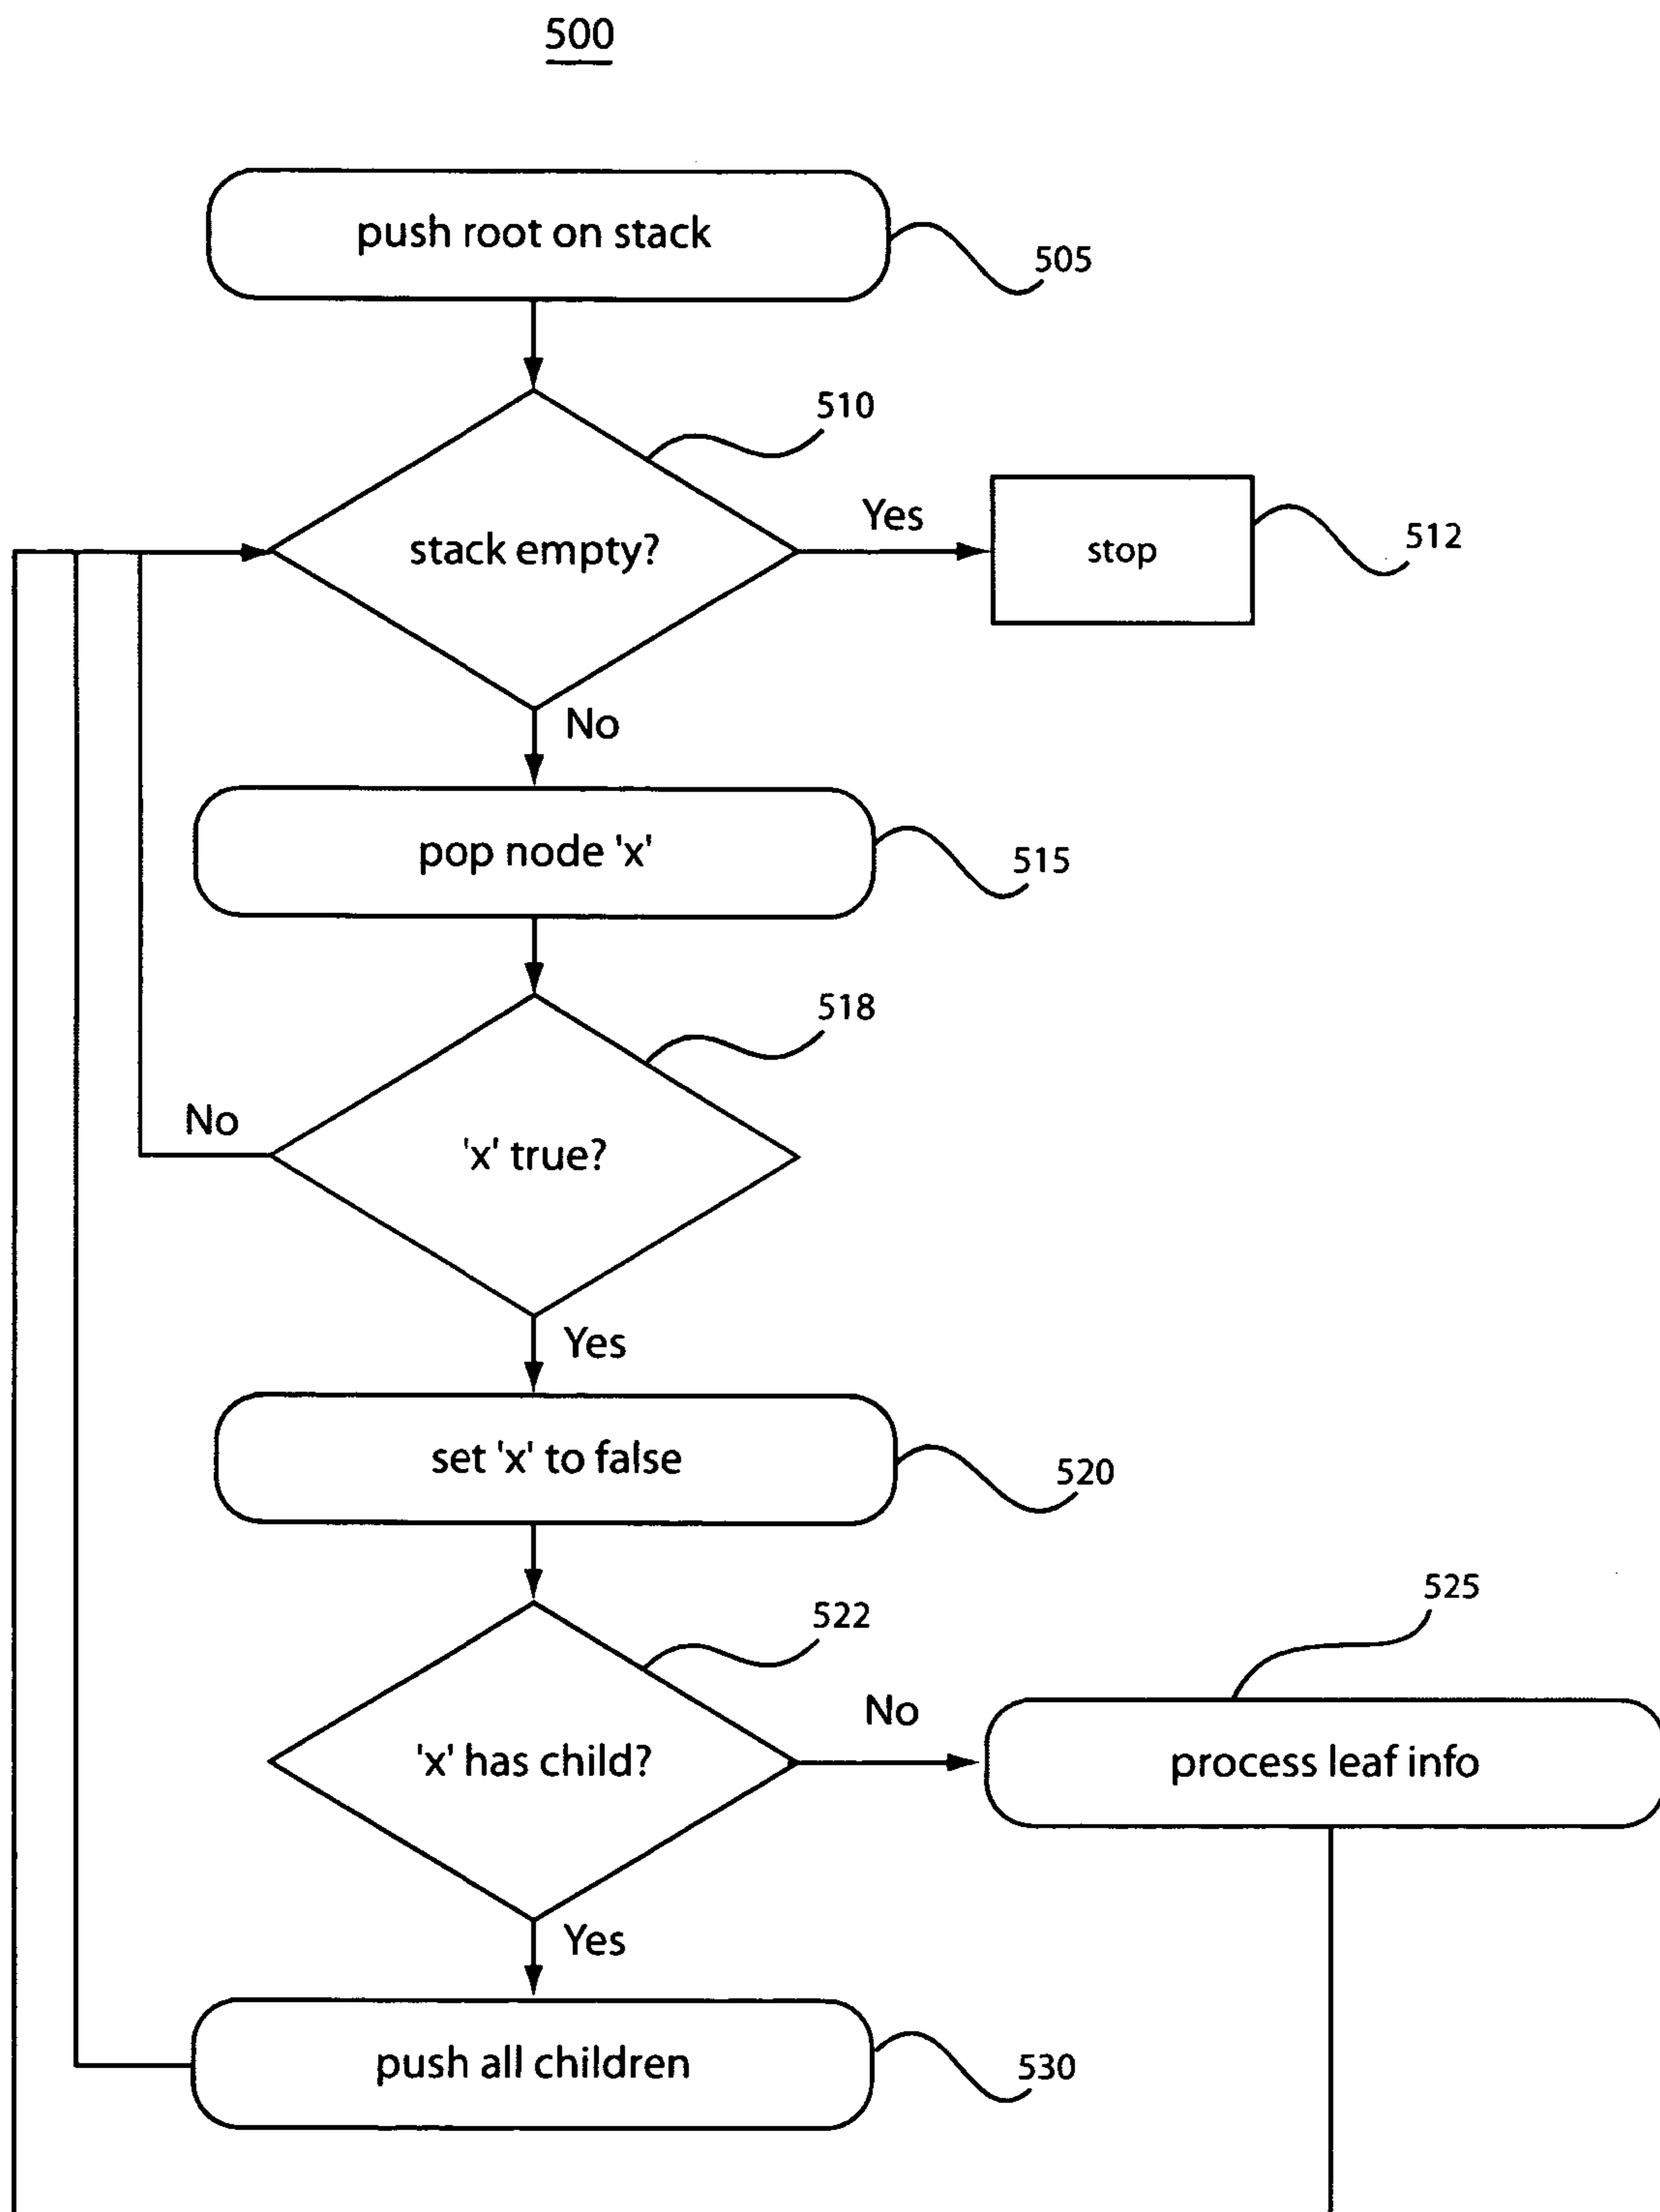 500
push root on stack
505
510
stack empty?
Yes
stop
512
No
pop node 'x'
515
518
'x' true?
No
Yes
set 'x' to false
520
522
'x' has child?
No
525
process leaf info
Yes
push all children
530